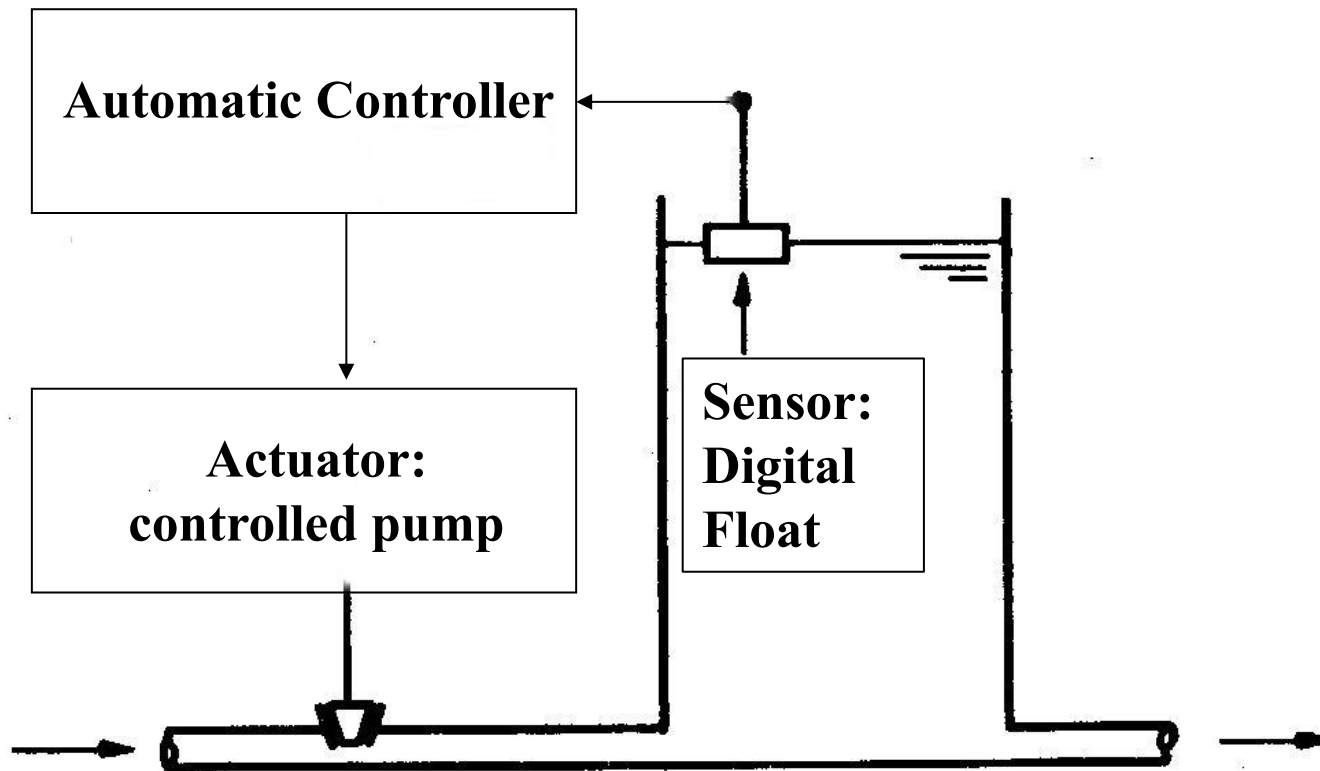 Automatic Controller
Actuator:
controlled pump
Sensor:
Digital
Float